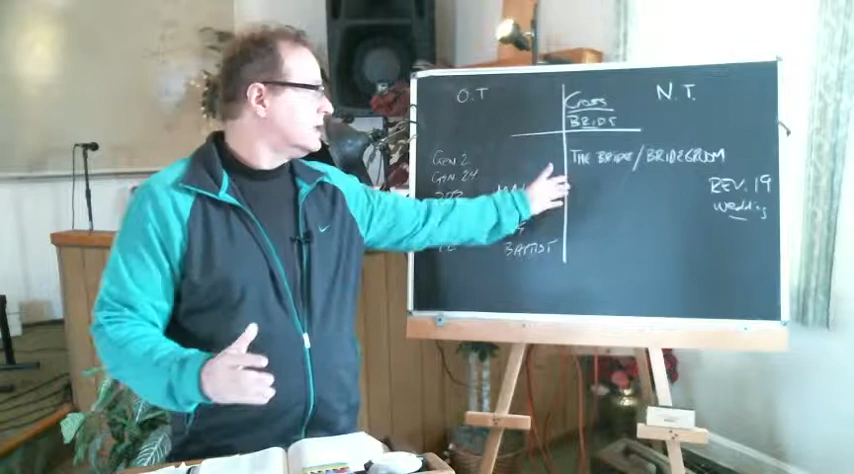 O.T
Cross
N.T.
BRIDE
THE BRIDE/BRIDEGROOM
GEN 2
GEN. 24
REV. 19
Wedding
BAPTIST